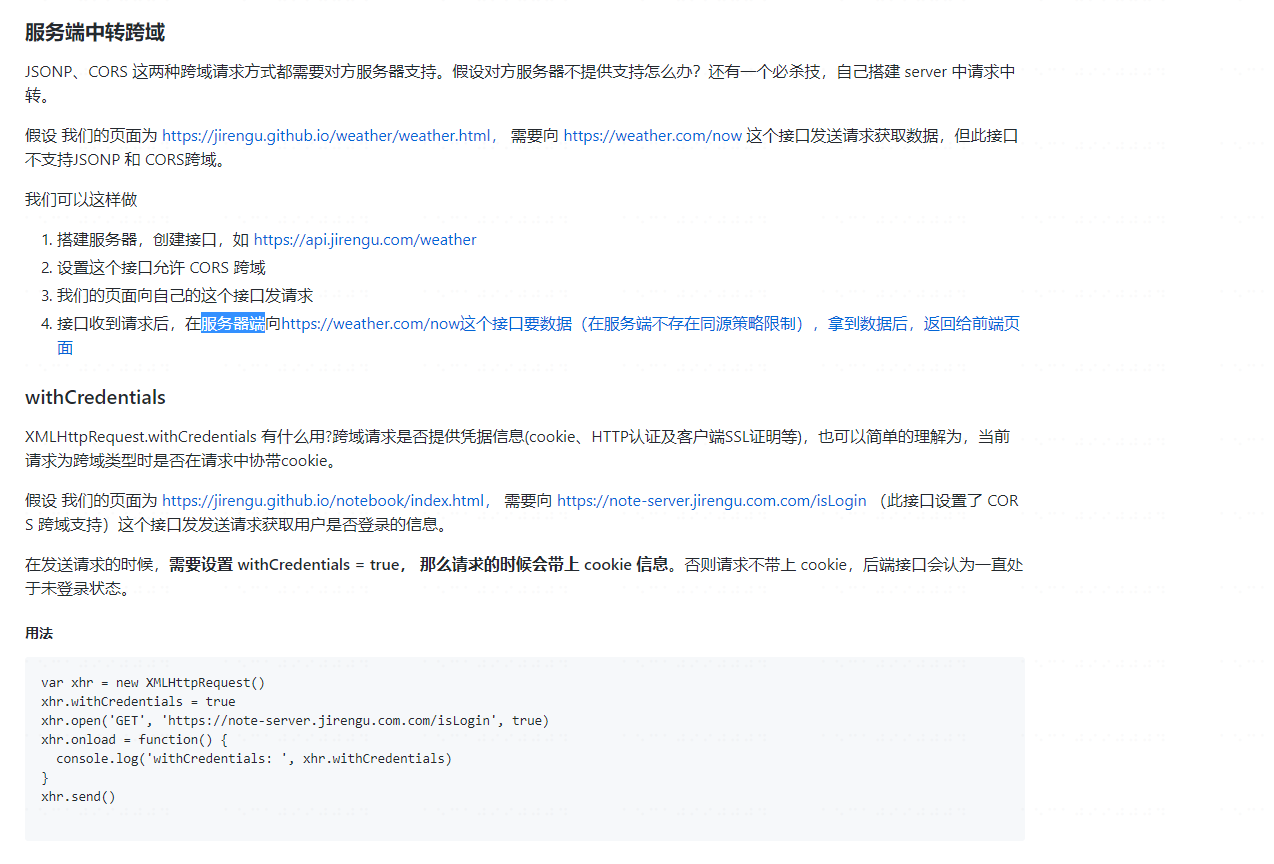 服务端中转跨域
JSONP、CORS 这两种跨域请求方式都需要对方服务器支持。假设对方服务器不提供支持怎么办？还有一个必杀技，自己搭建 server 中请求中
转。
假设 我们的页面为 https://jirengu.github.io/weather/weather.html， 需要向 https://weather.com/now 这个接口发送请求获取数据，但此接口
不支持JSONP 和 CORS跨域。
我们可以这样做
1. 搭建服务器，创建接口，如 https://api.jirengu.com/weather
2. 设置这个接口允许 CORS 跨域
3. 我们的页面向自己的这个接口发请求
4. 接口收到请求后，在服务器端向https://weather.com/now这个接口要数据（在服务端不存在同源策略限制），拿到数据后，返回给前端页
面
withCredentials
XMLHttpRequest.withCredentials 有什么用?跨域请求是否提供凭据信息(cookie、HTTP认证及客户端SSL证明等)，也可以简单的理解为，当前
请求为跨域类型时是否在请求中协带cookie。
假设 我们的页面为 https://jirengu.github.io/notebook/index.html， 需要向 https://note-server.jirengu.com.com/isLogin （此接口设置了 COR
S 跨域支持）这个接口发发送请求获取用户是否登录的信息。
在发送请求的时候，需要设置 withCredentials = true， 那么请求的时候会带上 cookie 信息。否则请求不带上 cookie，后端接口会认为一直处
于未登录状态。
用法
var xhr = new XMLHttpRequest()
xhr.withCredentials = true
xhr.open('GET', 'https://note-server.jirengu.com.com/isLogin', true)
xhr.onload = function() {
  console.log('withCredentials: ', xhr.withCredentials)
}
xhr.send()